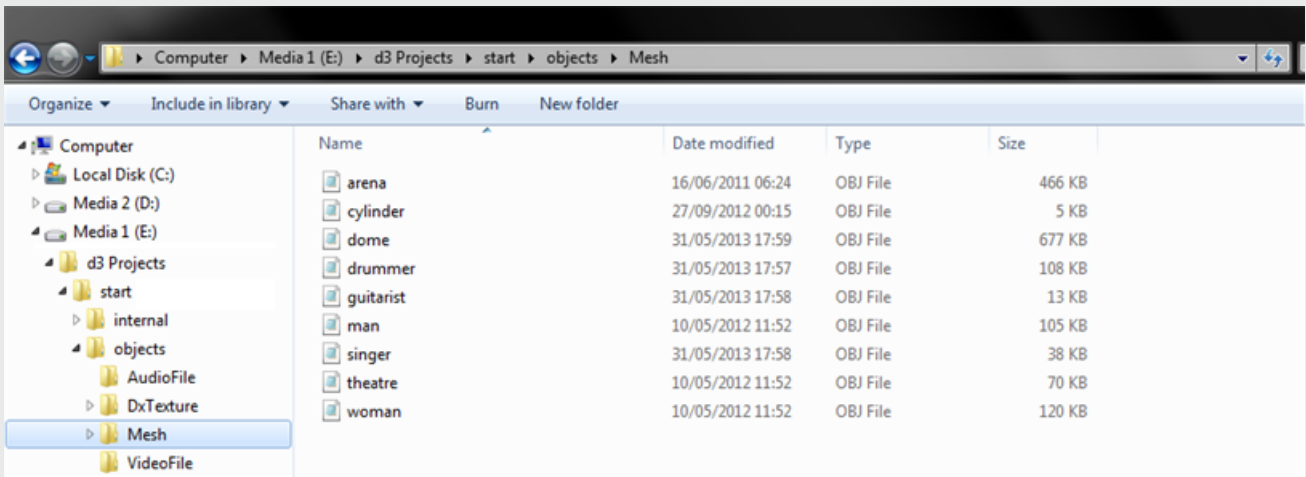 Computer Media 1 (E:) d3 Projects start objects Mesh
Organize Include in library Share with Burn New folder
Computer
Local Disk (C:)
Media 2 (D:)
Media 1 (E:)
d3 Projects
start
internal
objects
AudioFile
DxTexture
Mesh
VideoFile
Name Date modified Type Size
arena 16/06/2011 06:24 OBJ File 466 KB
cylinder 27/09/2012 00:15 OBJ File 5 KB
dome 31/05/2013 17:59 OBJ File 677 KB
drummer 31/05/2013 17:57 OBJ File 108 KB
guitarist 31/05/2013 17:58 OBJ File 13 KB
man 10/05/2012 11:52 OBJ File 105 KB
singer 31/05/2013 17:58 OBJ File 38 KB
theatre 10/05/2012 11:52 OBJ File 70 KB
woman 10/05/2012 11:52 OBJ File 120 KB